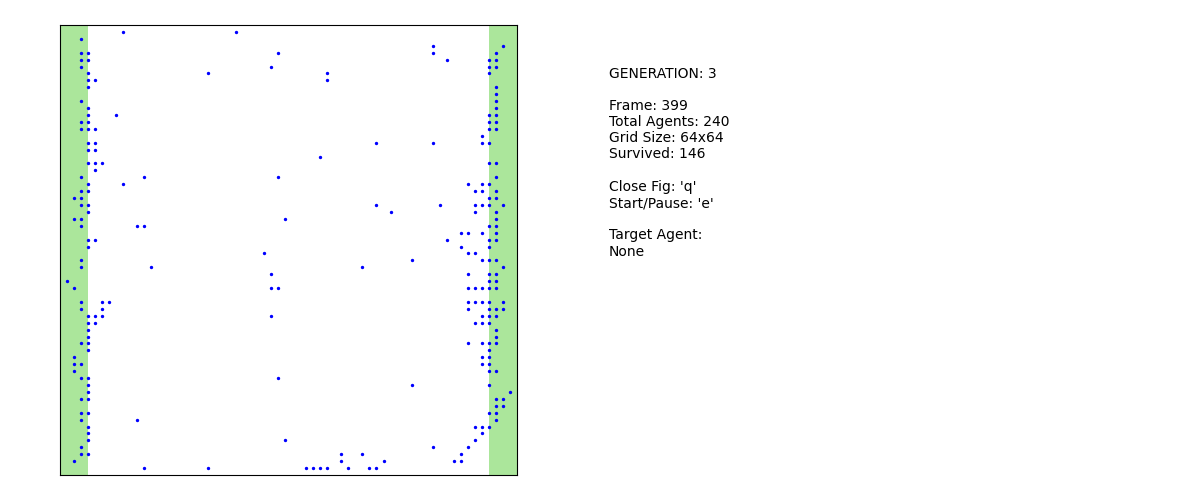 GENERATION: 3
Frame: 399
Total Agents: 240
Grid Size: 64x64
Survived: 146
Close Fig: 'q'
Start/Pause: 'e'
Target Agent:
None